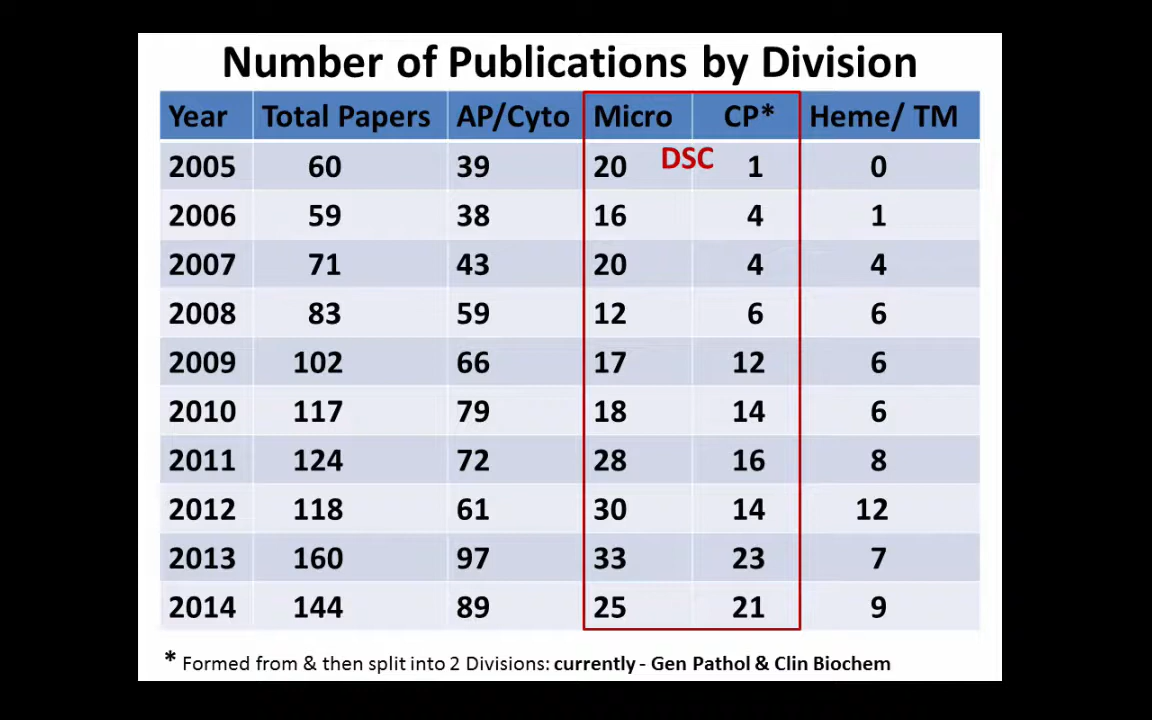 Number of Publications by Division
Year Total Papers AP/Cyto Micro CP* Heme/ TM
2005 60 39 20 DSC 1 0
2006 59 38 16 4 1
2007 71 43 20 4 4
2008 83 59 12 6 6
2009 102 66 17 12 6
2010 117 79 18 14 6
2011 124 72 28 16 8
2012 118 61 30 14 12
2013 160 97 33 23 7
2014 144 89 25 21 9
* Formed from & then split into 2 Divisions: currently - Gen Pathol & Clin Biochem